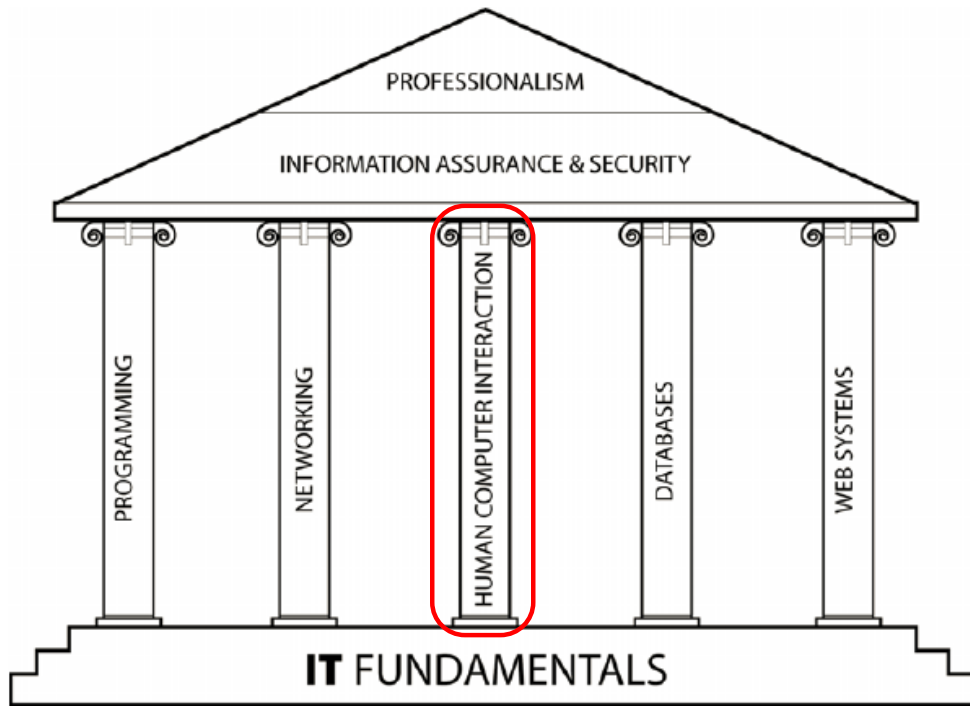 PROFESSIONALISM
INFORMATION ASSURANCE & SECURITY
PROGRAMMING
NETWORKING
HUMAN COMPUTER INTERACTION
DATABASES
WEB SYSTEMS
IT FUNDAMENTALS